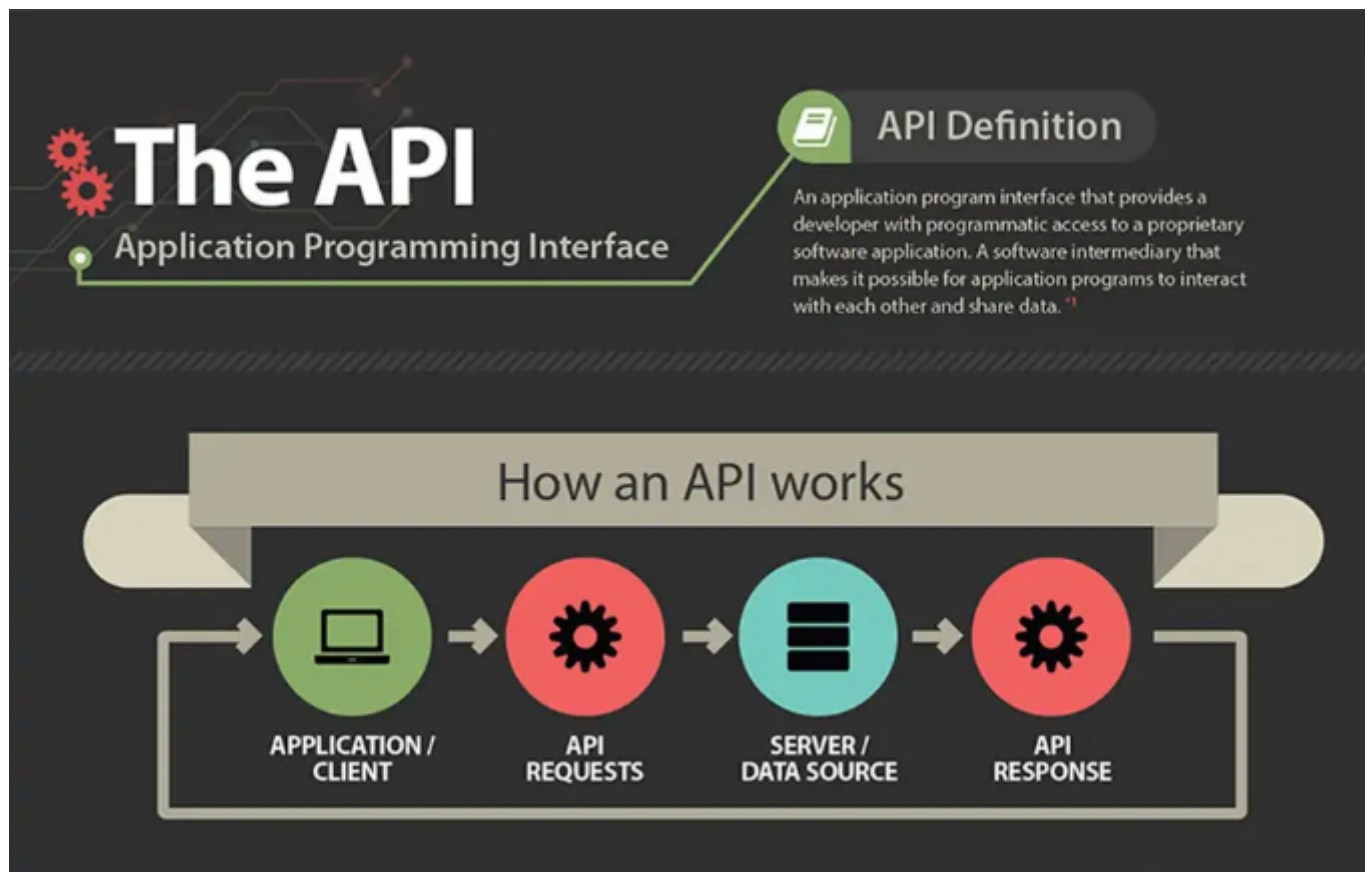 The API
Application Programming Interface
API Definition
An application program interface that provides a
developer with programmatic access to a proprietary
software application. A software intermediary that
makes it possible for application programs to interact
with each other and share data. *1
How an API works
APPLICATION /
CLIENT
API
REQUESTS
SERVER /
DATA SOURCE
API
RESPONSE